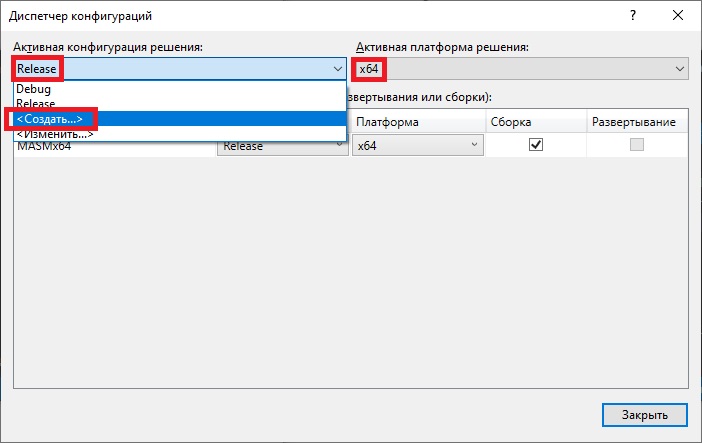 Диспетчер конфигураций
Активная конфигурация решения:
Активная платформа решения:
Release
x64
Debug
Release
<Создать...>
<Изменить...>
звертывания или сборки):
Платформа
Сборка
Развертывание
MASMx64
Release
x64
Закрыть